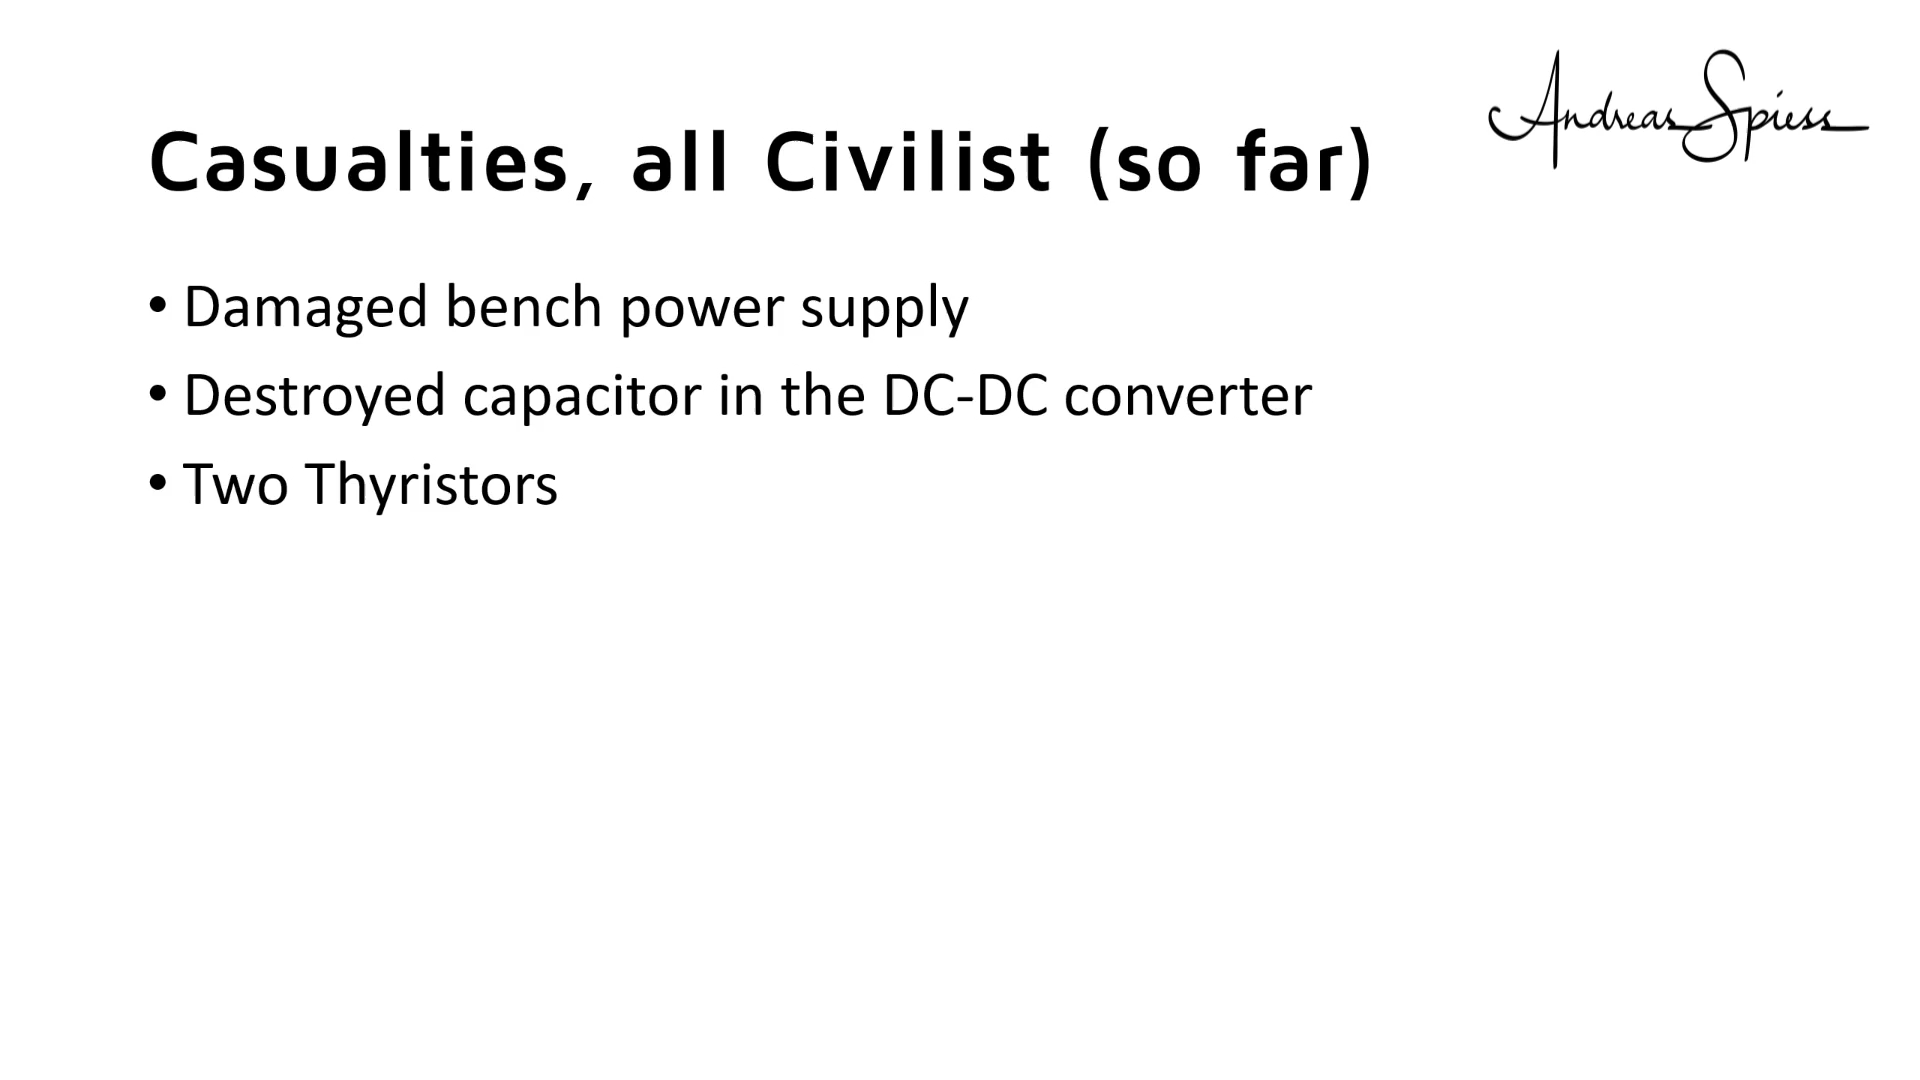 Andreas Spiess
Casualties, all Civilist (so far)
• Damaged bench power supply
• Destroyed capacitor in the DC-DC converter
• Two Thyristors